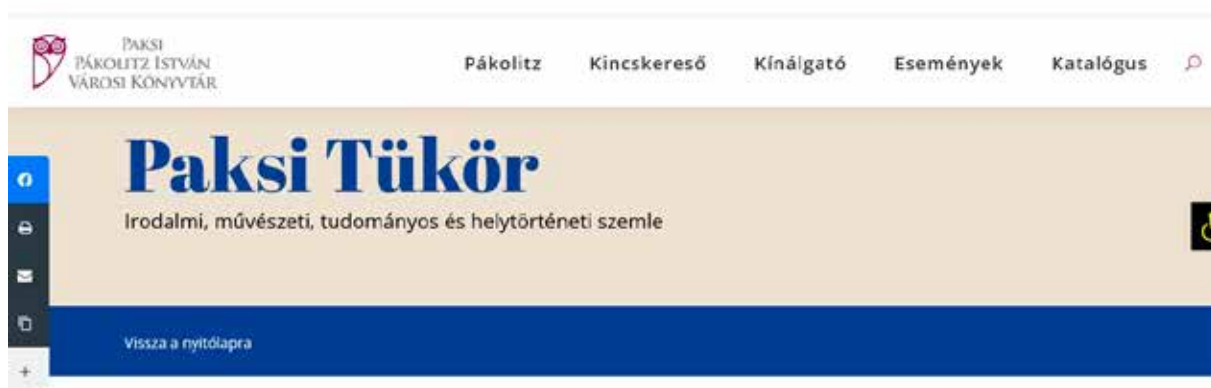 PAKSI
PÁKOLITZ ISTVÁN
VÁROSI KÖNYVTÁR
Pákolitz Kincskereső Kínálgató Események Katalógus
Paksi Tükör
Irodalmi, művészeti, tudományos és helytörténeti szemle
Vissza a nyitólapra